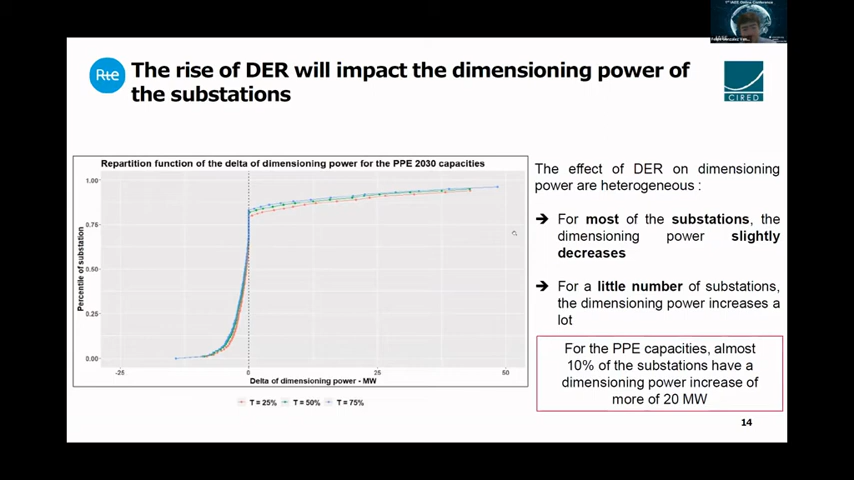 1st IAEE Online Conference
Rte
The rise of DER will impact the dimensioning power of
the substations
CIRED
Repartition function of the delta of dimensioning power for the PPE 2030 capacities
1.00
0.75
0.50
0.25
0.00
Percentile of substation
-25
0
25
50
Delta of dimensioning power - MW
T = 25%
T = 50%
T = 75%
The effect of DER on dimensioning
power are heterogeneous :
➔ For most of the substations, the
dimensioning power slightly
decreases
➔ For a little number of substations,
the dimensioning power increases a
lot
For the PPE capacities, almost
10% of the substations have a
dimensioning power increase of
more of 20 MW
14